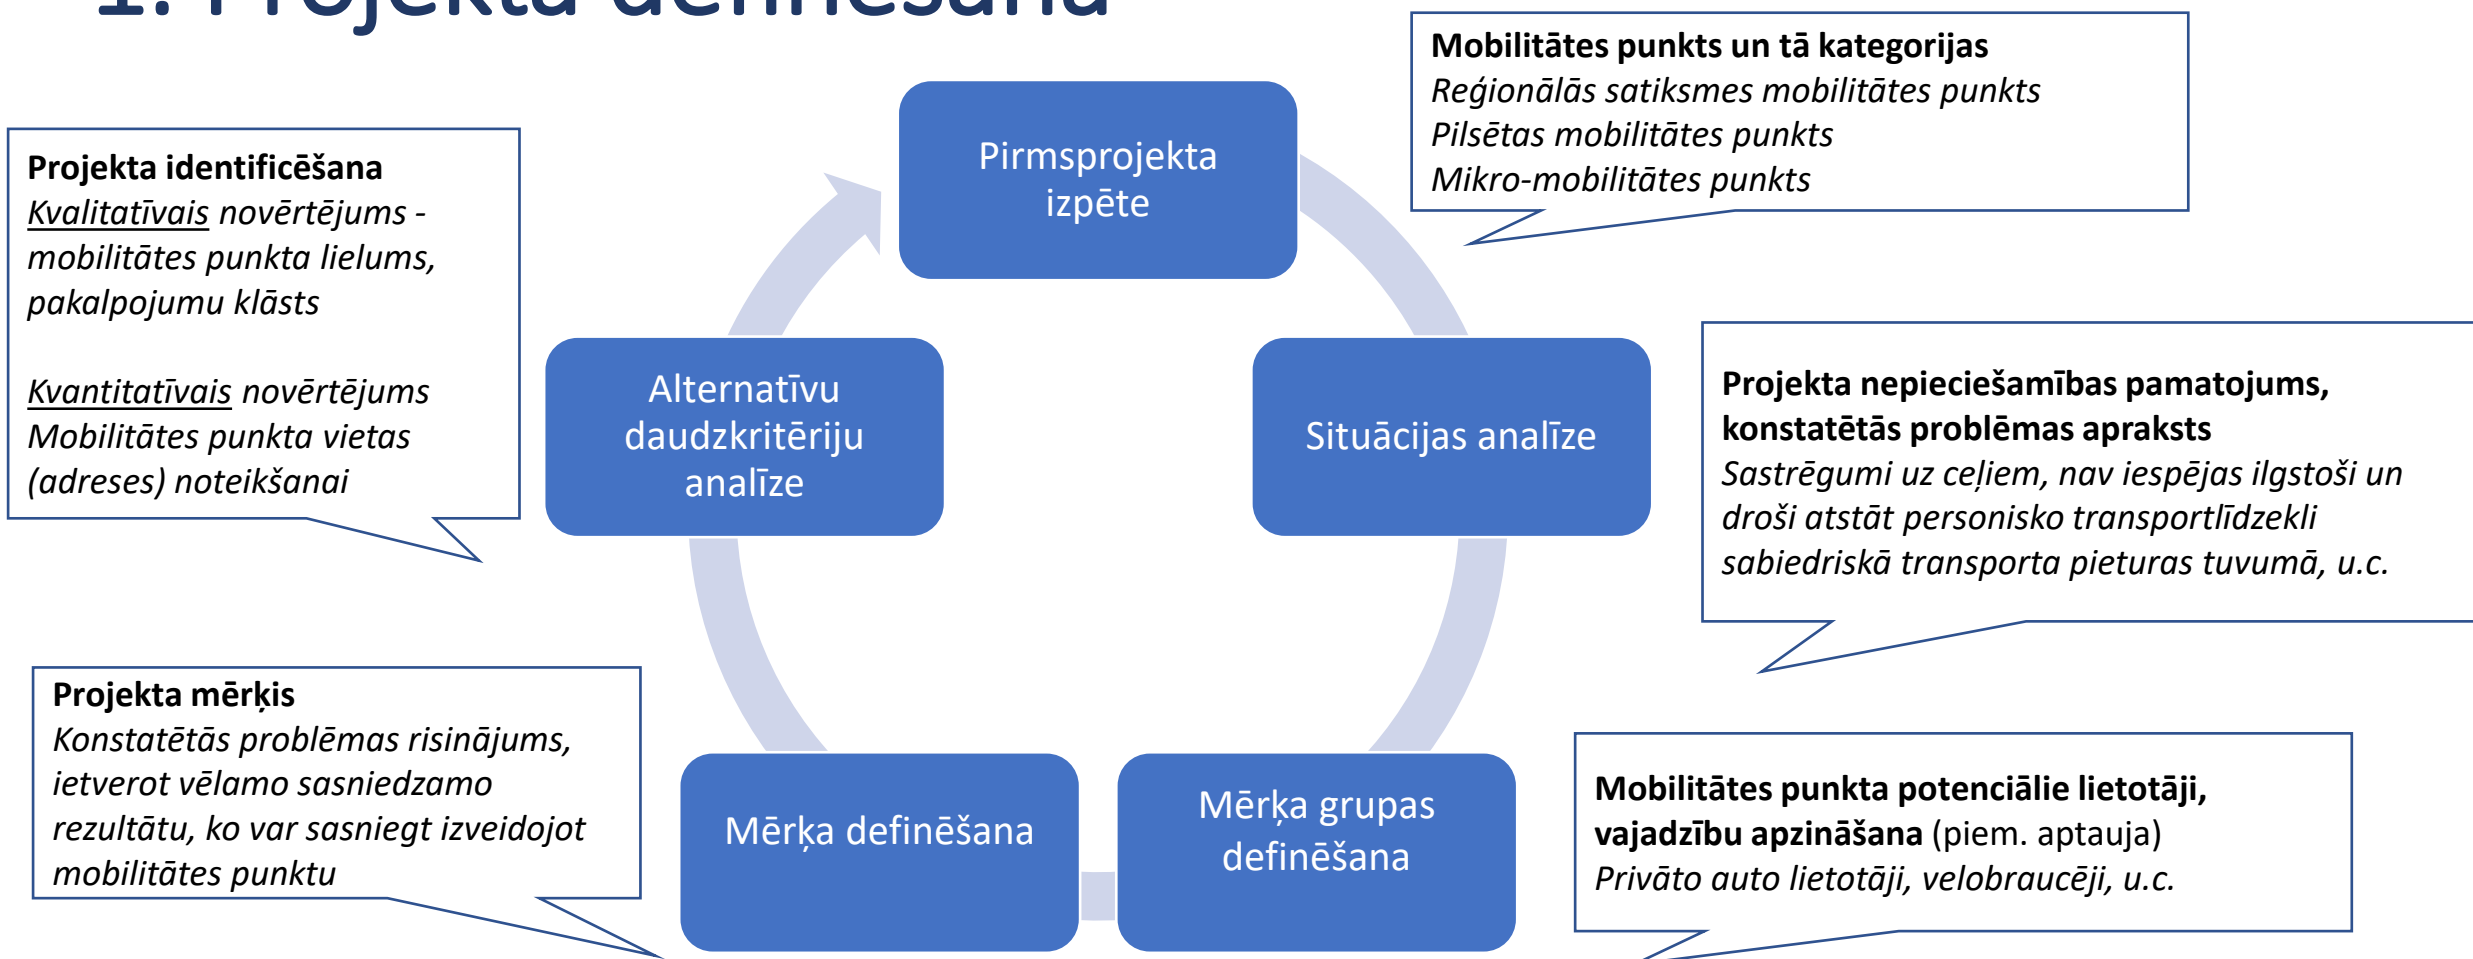 1. Projekta definēšana
Mobilitātes punkts un tā kategorijas
Reģionālās satiksmes mobilitātes punkts
Pilsētas mobilitātes punkts
Mikro-mobilitātes punkts
Pirmsprojekta
izpēte
Projekta identificēšana
Kvalitatīvais novērtējums -
mobilitātes punkta lielums,
pakalpojumu klāsts
Kvantitatīvais novērtējums
Mobilitātes punkta vietas
(adreses) noteikšanai
Alternatīvu
daudzkritēriju
analīze
Situācijas analīze
Projekta nepieciešamības pamatojums,
konstatētās problēmas apraksts
Sastrēgumi uz ceļiem, nav iespējas ilgstoši un
droši atstāt personisko transportlīdzekli
sabiedriskā transporta pieturas tuvumā, u.c.
Projekta mērķis
Konstatētās problēmas risinājums,
ietverot vēlamo sasniedzamo
rezultātu, ko var sasniegt izveidojot
mobilitātes punktu
Mērķa definēšana
Mērķa grupas
definēšana
Mobilitātes punkta potenciālie lietotāji,
vajadzību apzināšana (piem. aptauja)
Privāto auto lietotāji, velobraucēji, u.c.